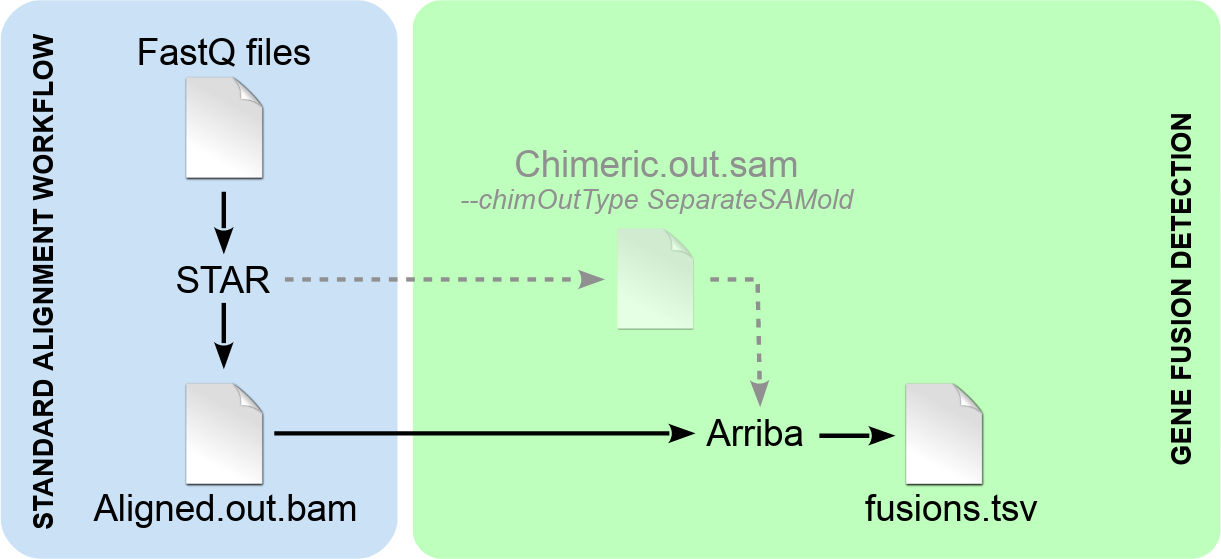 STANDARD ALIGNMENT WORKFLOW
FastQ files
STAR
Aligned.out.bam
Chimeric.out.sam
--chimOutType SeparateSAMold
Arriba
fusions.tsv
GENE FUSION DETECTION